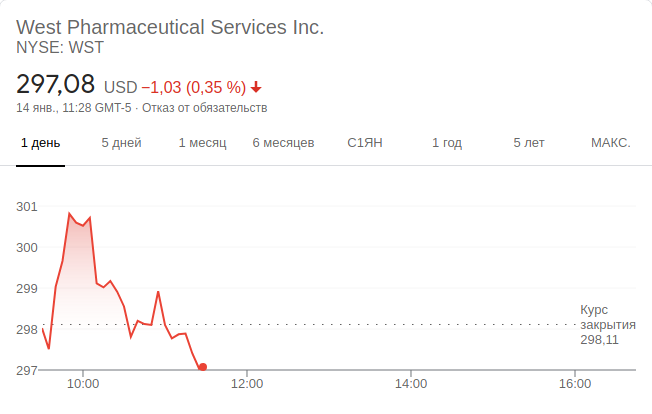 West Pharmaceutical Services Inc.
NYSE: WST
297,08 USD −1,03 (0,35 %)
14 янв., 11:28 GMT-5 · Отказ от обязательств
1 день 5 дней 1 месяц 6 месяцев С1ЯН 1 год 5 лет МАКС.
301
300
299
298
297
Курс
закрытия
298,11
10:00 12:00 14:00 16:00